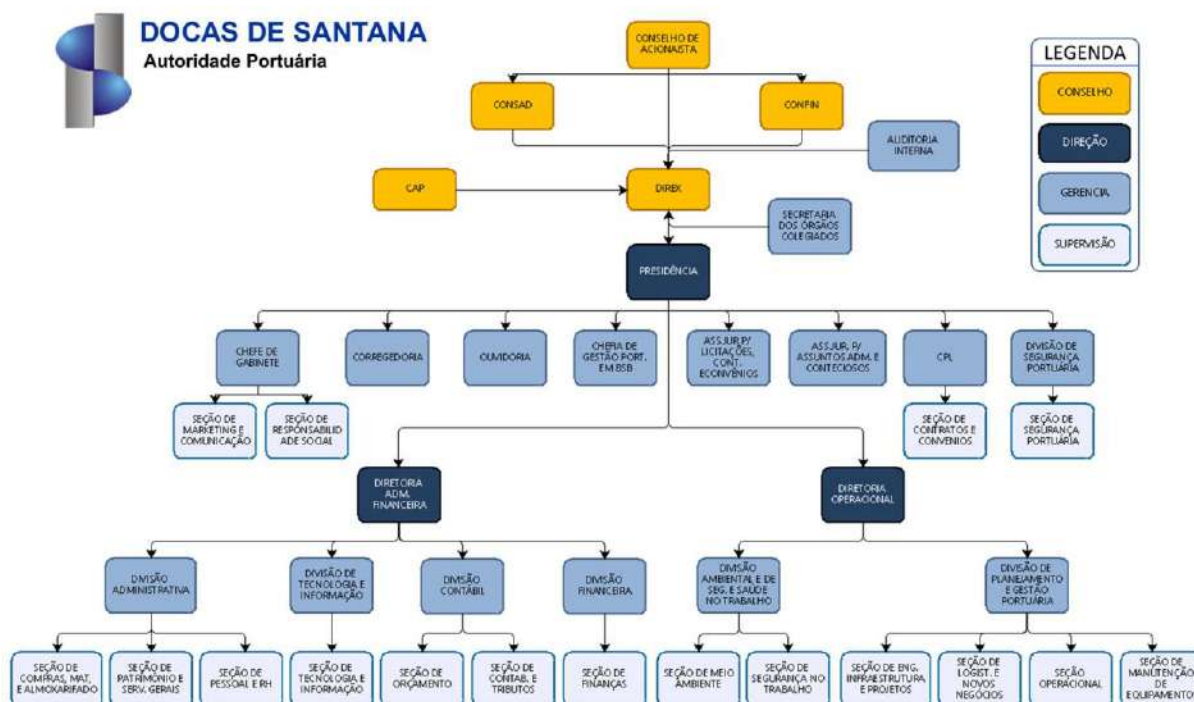 DOCAS DE SANTANA
Autoridade Portuária
CONSELHO DE
ACIONAISTA
CONSAD
CONFIN
AUDITORIA
INTERNA
CAP
DIREX
SECRETARIA
DOS ÓRGÃOS
COLEGIADOS
PRESIDÊNCIA
LEGENDA
CONSELHO
DIREÇÃO
GERENCIA
SUPERVISÃO
CHEFE DE
GABINETE
CORREGEDORIA
OUVIDORIA
CHEFIA DE
GESTÃO PORT.
EM BSB
ASSJUR P/
LICITAÇÕES,
CONT.
ECONVÊNIOS
ASSJUR. P/
ASSUNTOS ADM. E
CONTECIOSOS
CPL
DIVISÃO DE
SEGURANÇA
PORTUÁRIA
SEÇÃO DE
MARKETING E
COMUNICAÇÃO
SEÇÃO DE
RESPONSABILID
ADE SOCIAL
SEÇÃO DE
CONTRATOS E
CONVENIOS
SEÇÃO DE
SEGURANÇA
PORTUÁRIA
DIRETORIA
ADM.
FINANCEIRA
DIRETORIA
OPERACIONAL
DIVISÃO
ADMINISTRATIVA
DIVISÃO DE
TECNOLOGIA E
INFORMAÇÃO
DIVISÃO
CONTÁBIL
DIVISÃO
FINANCEIRA
DIVISÃO
AMBIENTAL E DE
SEG. E SAÚDE
NO TRABALHO
DIVISÃO DE
PLANEJAMENTO
E GESTÃO
PORTUÁRIA
SEÇÃO DE
COMPRAS, MAT,
E ALMOXARIFADO
SEÇÃO DE
PATRIMÔNIO E
SERV. GERAIS
SEÇÃO DE
PESSOAL E RH
SEÇÃO DE
TECNOLOGIA E
INFORMAÇÃO
SEÇÃO DE
ORÇAMENTO
SEÇÃO DE
CONTAB. E
TRIBUTOS
SEÇÃO DE
FINANÇAS
SEÇÃO DE MEIO
AMBIENTE
SEÇÃO DE
SEGURANÇA NO
TRABALHO
SEÇÃO DE ENG.
INFRAESTRUTURA
E PROJETOS
SEÇÃO DE
LOGIST. E
NOVOS
NEGÓCIOS
SEÇÃO
OPERACIONAL
SEÇÃO DE
MANUTENÇÃO
DE
EQUIPAMENTOS